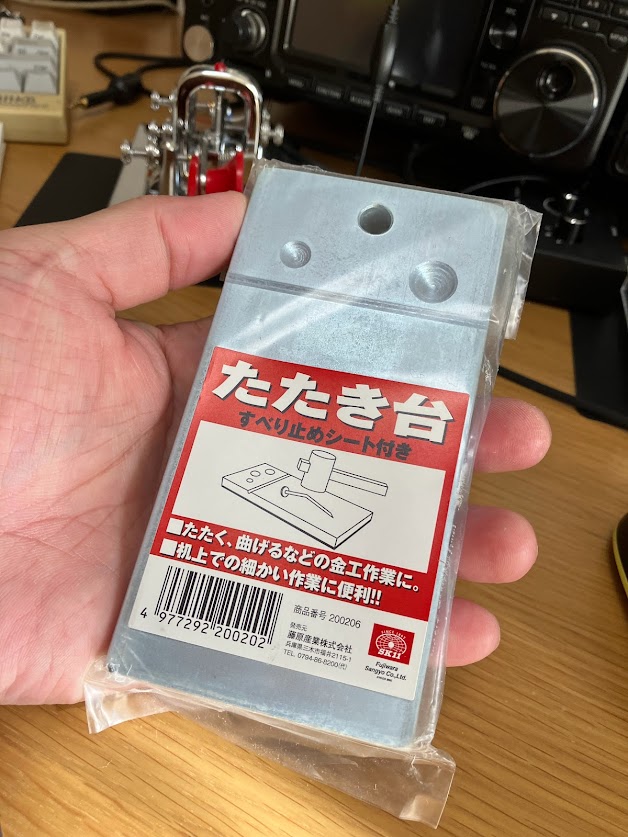 たたき台
すべり止めシート付き
■たたく、曲げるなどの金工作業に。
■初上での細かい作業に便利!!
4 977292 200202
商品番号 200206
発売元
藤原産業株式会社
兵庫県三木市福井2115-1
TEL 0794-86-8200(代)
SK11
Fujiwara
Sangyo Co.,Ltd.